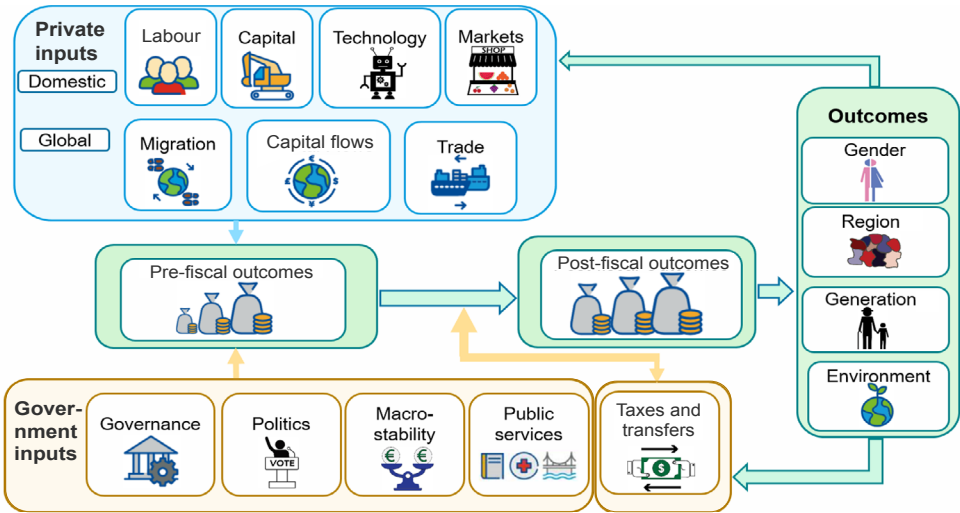 Private
inputs
Domestic
Global
Labour
Capital
Technology
Markets
SHOP
Migration
Capital flows
€
£
$
¥
Trade
Pre-fiscal outcomes
Post-fiscal outcomes
Outcomes
Gender
Region
Generation
Environment
Gover-
nment
inputs
Governance
Politics
VOTE
Macro-
stability
€ €
Public
services
Taxes and
transfers
$